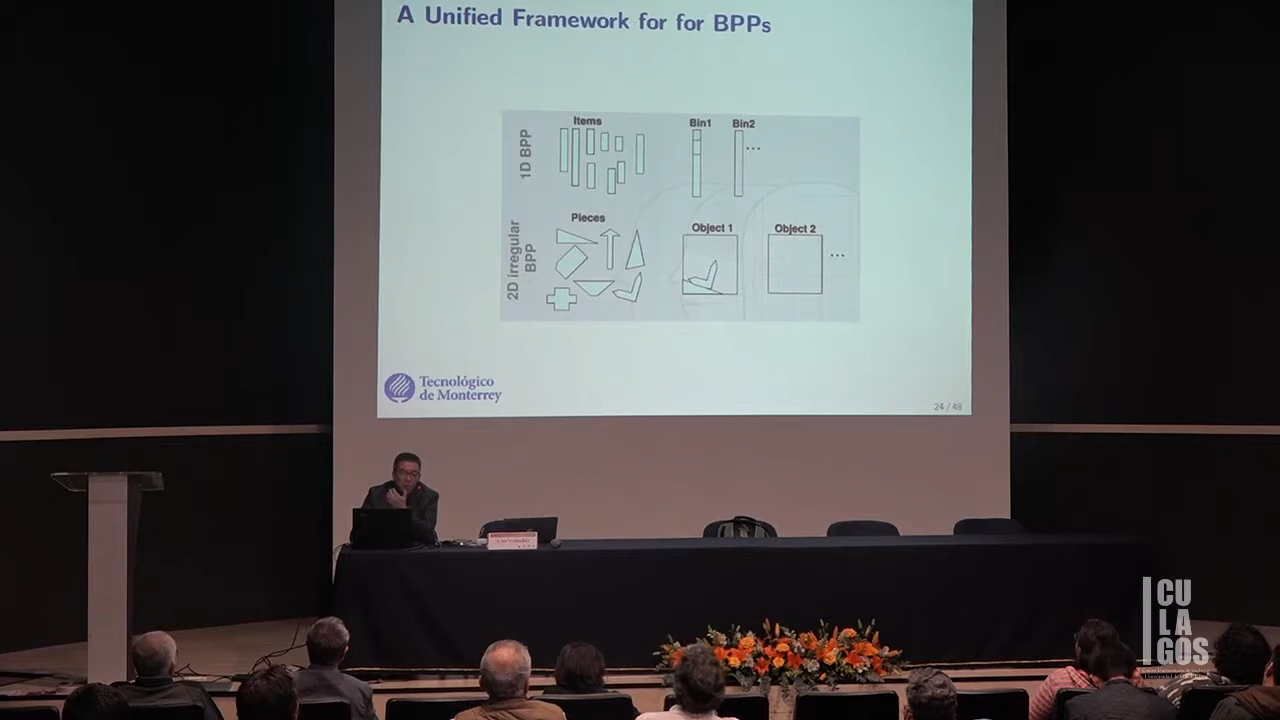 A Unified Framework for for BPPs
Items
Bin1
Bin2
...
1D BPP
Pieces
Object 1
Object 2
...
2D irregular
BPP
Tecnológico
de Monterrey
24 / 48
CU
LA
GOS